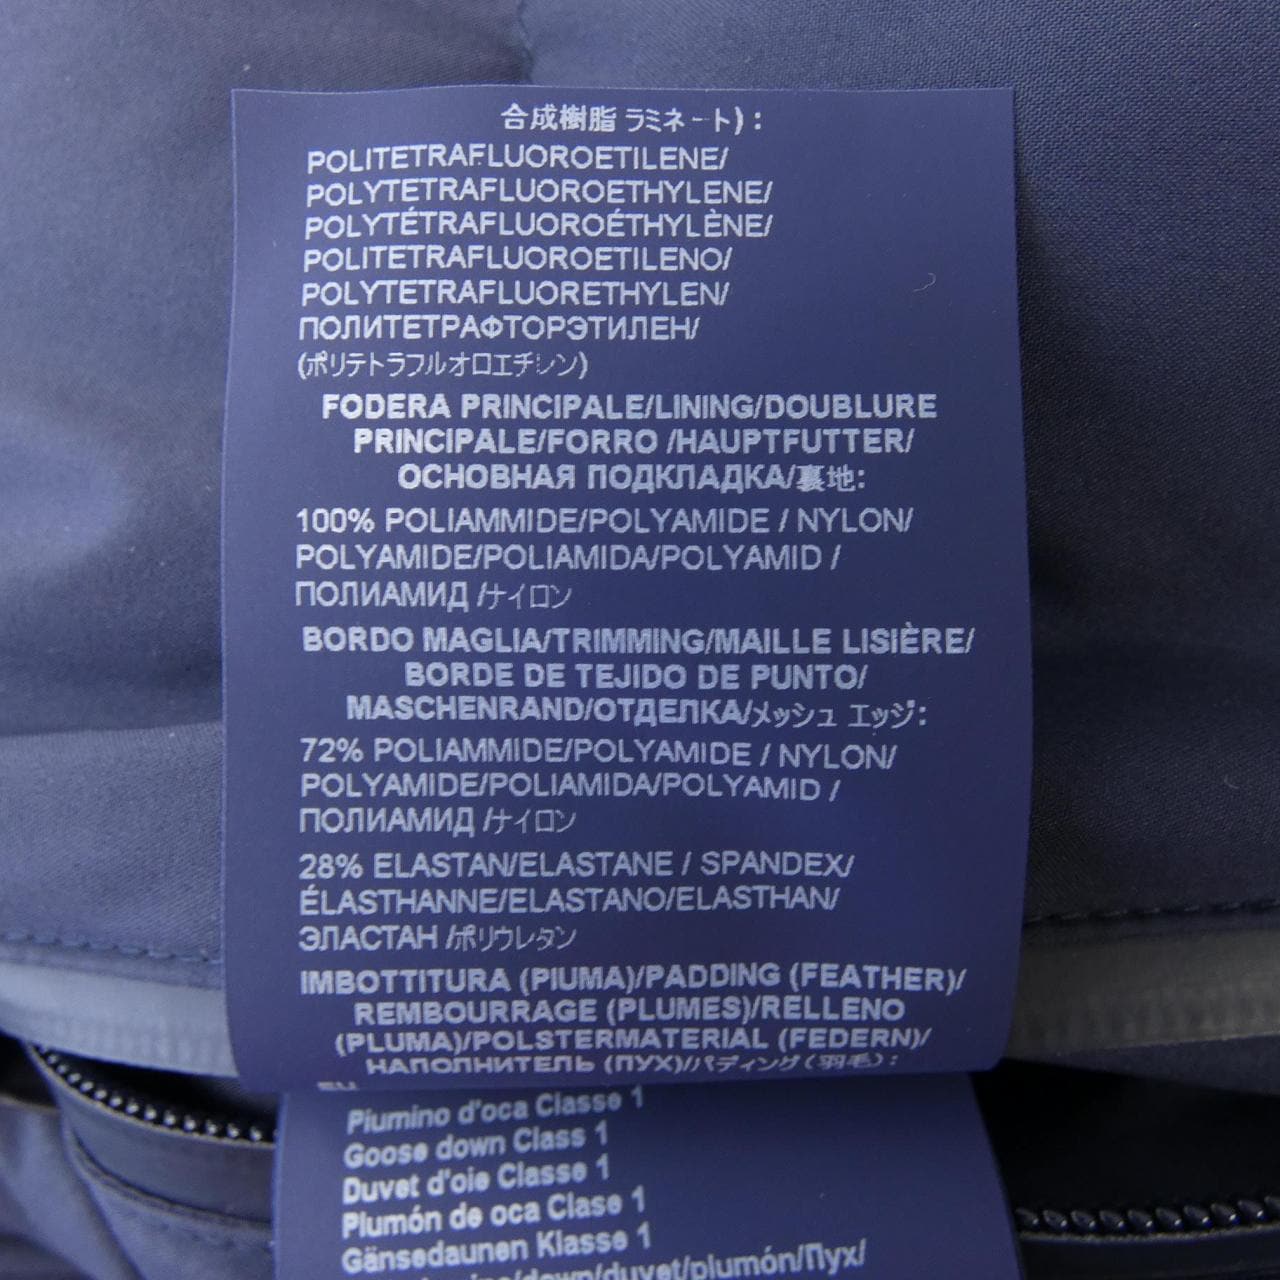 合成樹脂 ラミネート) :
POLITETRAFLUOROETILENE/
POLYTETRAFLUOROETHYLENE/
POLYTÉTRAFLUOROÉTHYLÈNE/
POLITETRAFLUOROETILENO/
POLYTETRAFLUORETHYLEN/
ПОЛИТЕТРАФТОРЭТИЛЕН/
(ポリテトラフルオロエチレン)
FODERA PRINCIPALE/LINING/DOUBLURE
PRINCIPALE/FORRO /HAUPTFUTTER/
ОСНОВНАЯ ПОДКЛАДКА/裏地:
100% POLIAMMIDE/POLYAMIDE / NYLON/
POLYAMIDE/POLIAMIDA/POLYAMID /
ПОЛИАМИД /ナイロン
BORDO MAGLIA/TRIMMING/MAILLE LISIÈRE/
BORDE DE TEJIDO DE PUNTO/
MASCHENRAND/ОТДЕЛКА/メッシュ エッジ:
72% POLIAMMIDE/POLYAMIDE / NYLON/
POLYAMIDE/POLIAMIDA/POLYAMID /
ПОЛИАМИД /ナイロン
28% ELASTAN/ELASTANE / SPANDEX/
ÉLASTHANNE/ELASTANO/ELASTHAN/
ЭЛАСТАН /ポリウレタン
IMBOTTITURA (PIUMA)/PADDING (FEATHER)/
REMBOURRAGE (PLUMES)/RELLENO
(PLUMA)/POLSTERMATERIAL (FEDERN)/
НАПОЛНИТЕЛЬ (ПУХ)/パディング (羽毛) :
EU
Piumino d'oca Classe 1
Goose down Class 1
Duvet d'oie Classe 1
Plumón de oca Clase 1
Gänsedaunen Klasse 1
/down/duvet/plumón/Пух/